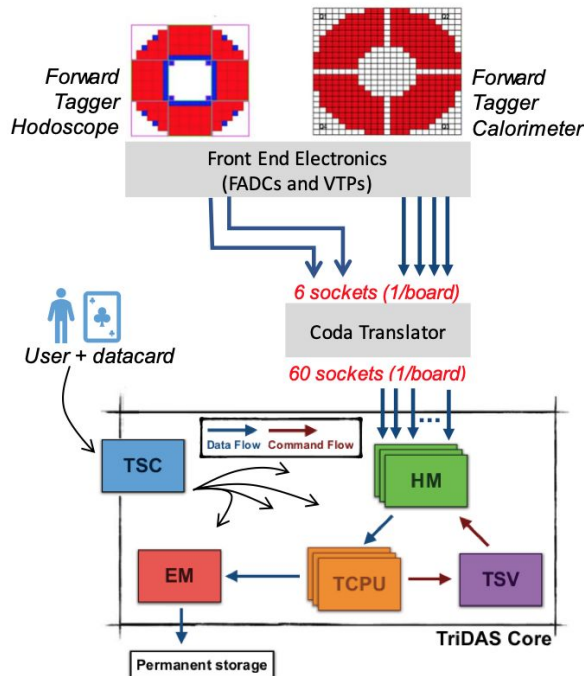 Forward
Tagger
Hodoscope
Forward
Tagger
Calorimeter
Front End Electronics
(FADCs and VTPs)
6 sockets (1/board)
Coda Translator
60 sockets (1/board)
User + datacard
Data Flow
Command Flow
TSC
HM
EM
TCPU
TSV
TriDAS Core
Permanent storage